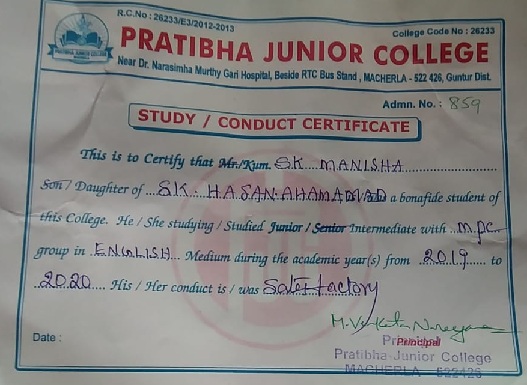 R.C.No : 26233/E3/2012-2013
College Code No : 26233
PRATIBHA JUNIOR COLLEGE
Near Dr. Narasimha Murthy Gari Hospital, Beside RTC Bus Stand, MACHERLA - 522 426, Guntur Dist.
Admn. No. : 859
STUDY / CONDUCT CERTIFICATE
This is to Certify that Mr./Kum. SK MANISHA
Son / Daughter of SK. HASAN AHAMADVAD is a bonafide student of
this College. He / She studying / Studied Junior / Senior Intermediate with m.p.c.
group in ENGLISH Medium during the academic year(s) from 2019 to
2020 His / Her conduct is / was Satisfactory
Date :
Principal
Principal
Pratibha Junior College
MACHERLA - 522426